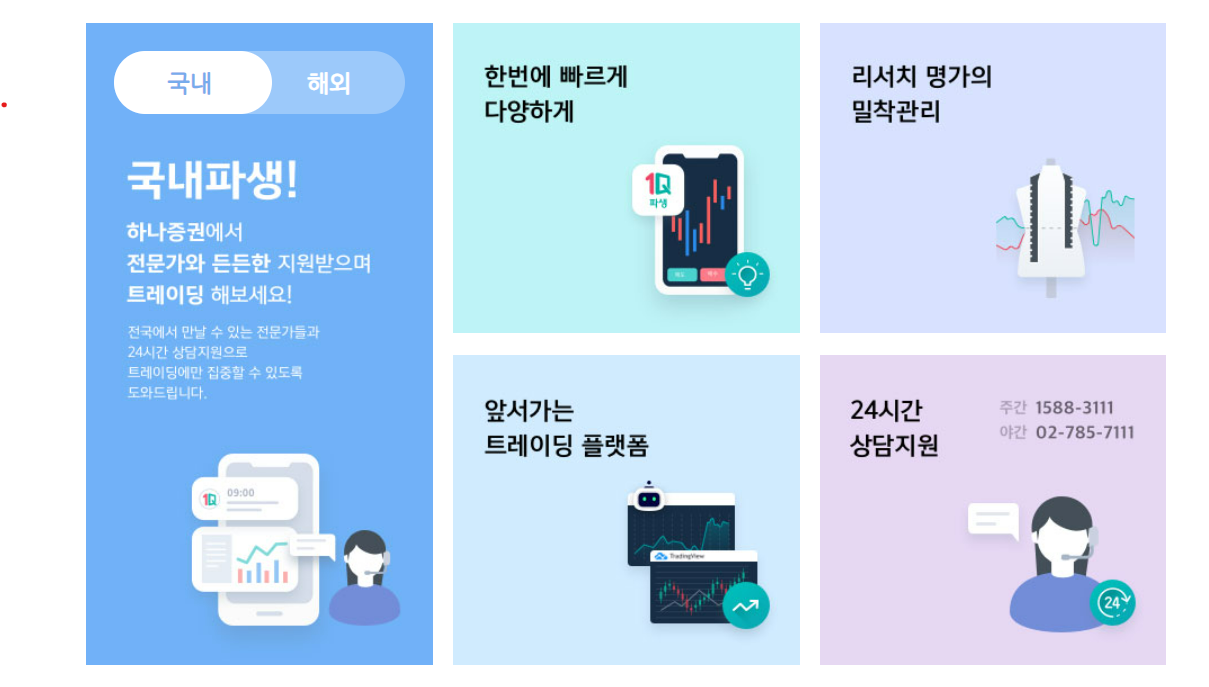 국내
해외
국내파생!
하나증권에서
전문가와 든든한 지원받으며
트레이딩 해보세요!
전국에서 만날 수 있는 전문가들과
24시간 상담지원으로
트레이딩에만 집중할 수 있도록
도와드립니다.
1Q
09:00
한번에 빠르게
다양하게
1Q
파생
리서치 명가의
밀착관리
앞서가는
트레이딩 플랫폼
TradingView
24시간
상담지원
주간 1588-3111
야간 02-785-7111
24